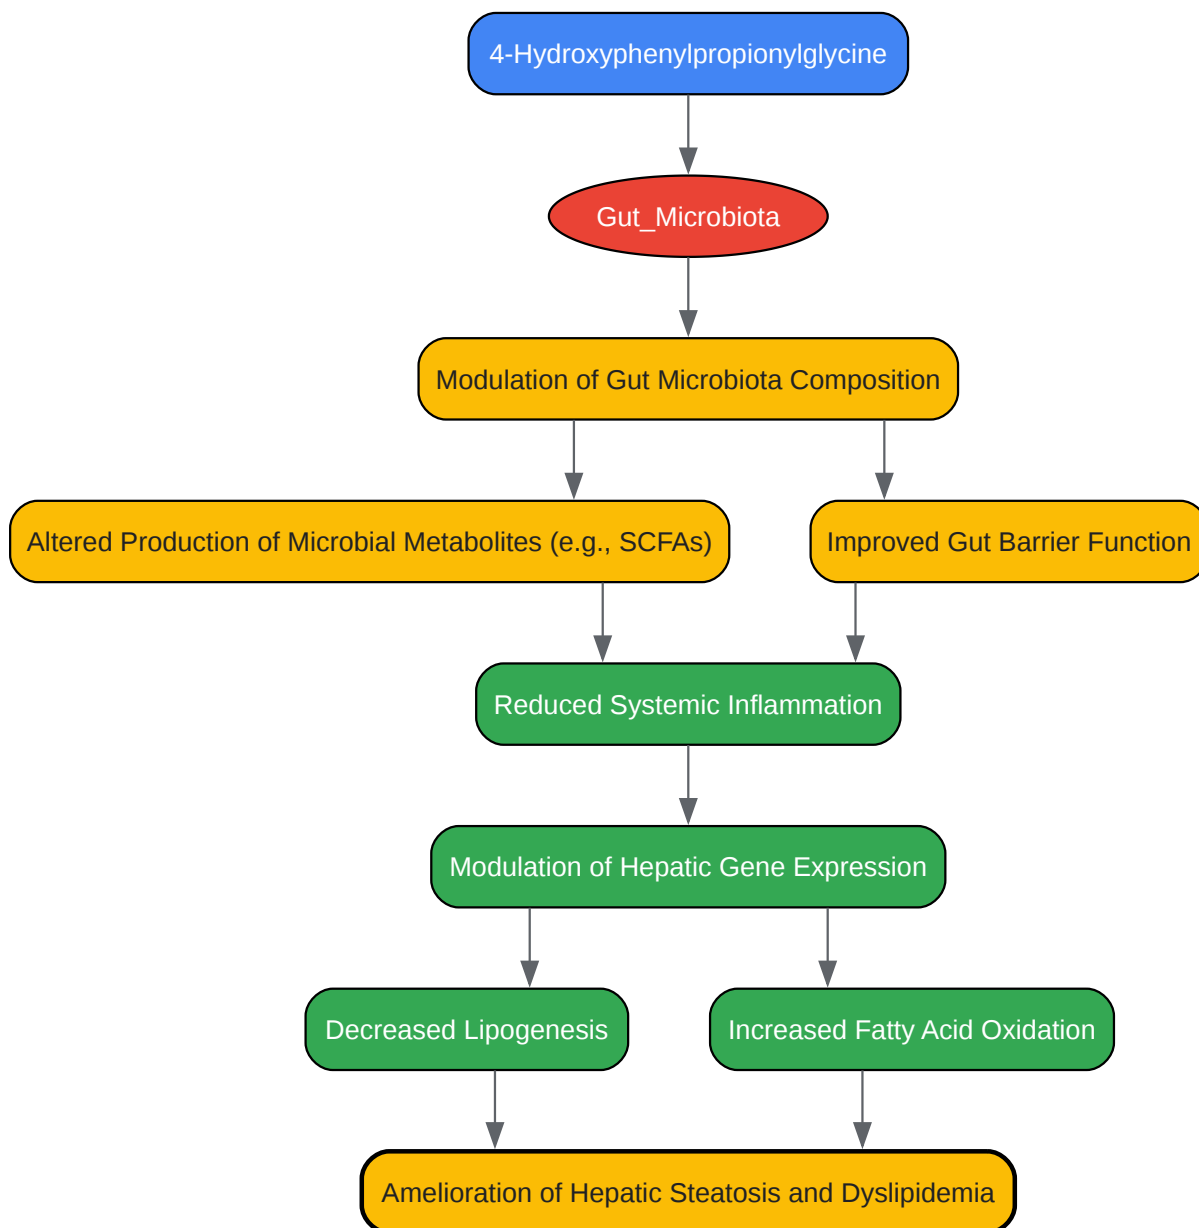 4-Hydroxyphenylpropionylglycine
Gut_Microbiota
Modulation of Gut Microbiota Composition
Altered Production of Microbial Metabolites (e.g., SCFAs)
Improved Gut Barrier Function
Reduced Systemic Inflammation
Modulation of Hepatic Gene Expression
Decreased Lipogenesis
Increased Fatty Acid Oxidation
Amelioration of Hepatic Steatosis and Dyslipidemia